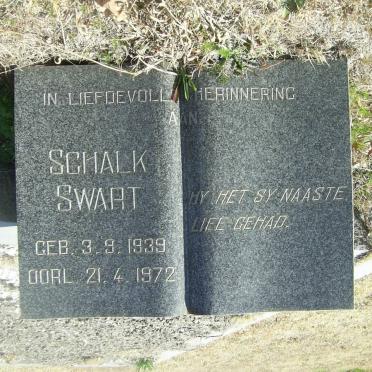 IN LIEFDEVOLLE HERINNERING
AAN
SCHALK
SWART
GEB. 3. 9. 1939
OORL. 21. 4. 1972
HY HET SY NAASTE
LIEF GEHAD.